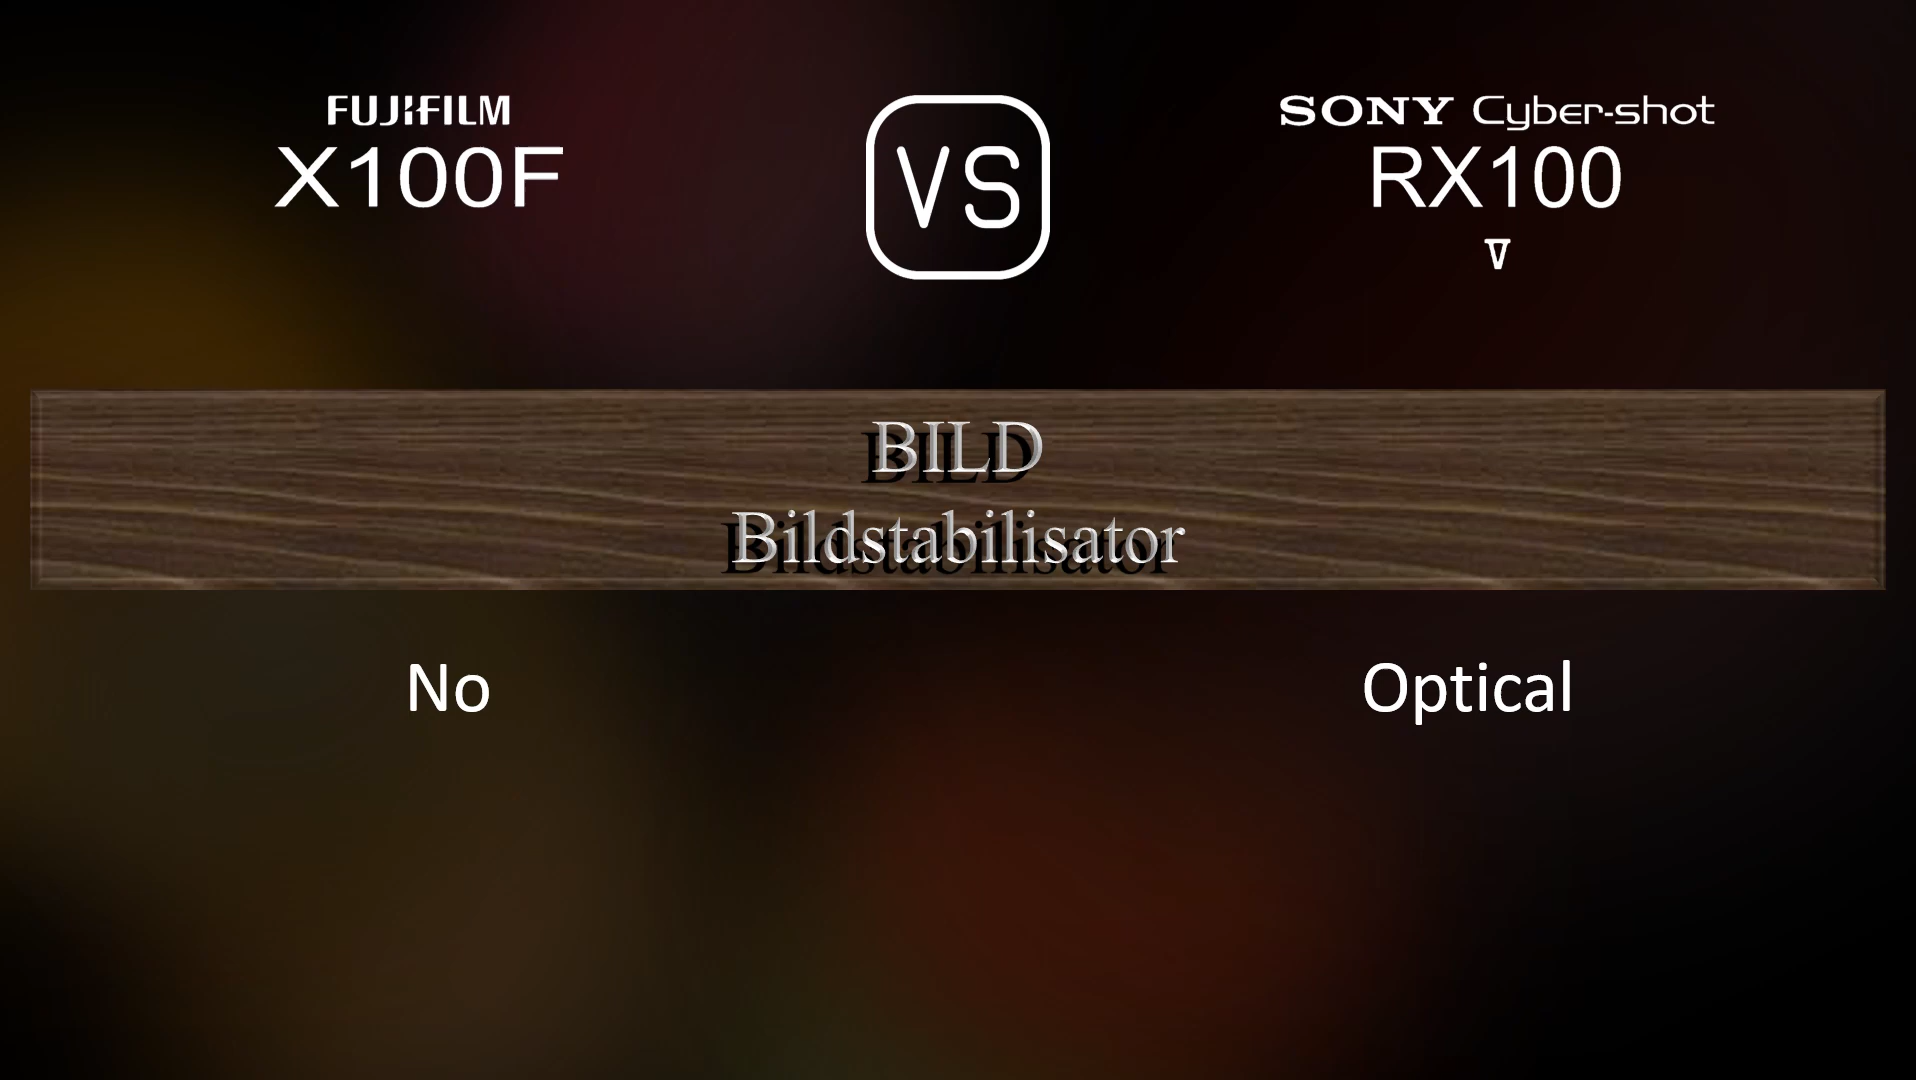 FUJIFILM
X100F
VS
SONY Cyber-shot
RX100
V
BILD
Bildstabilisator
No
Optical